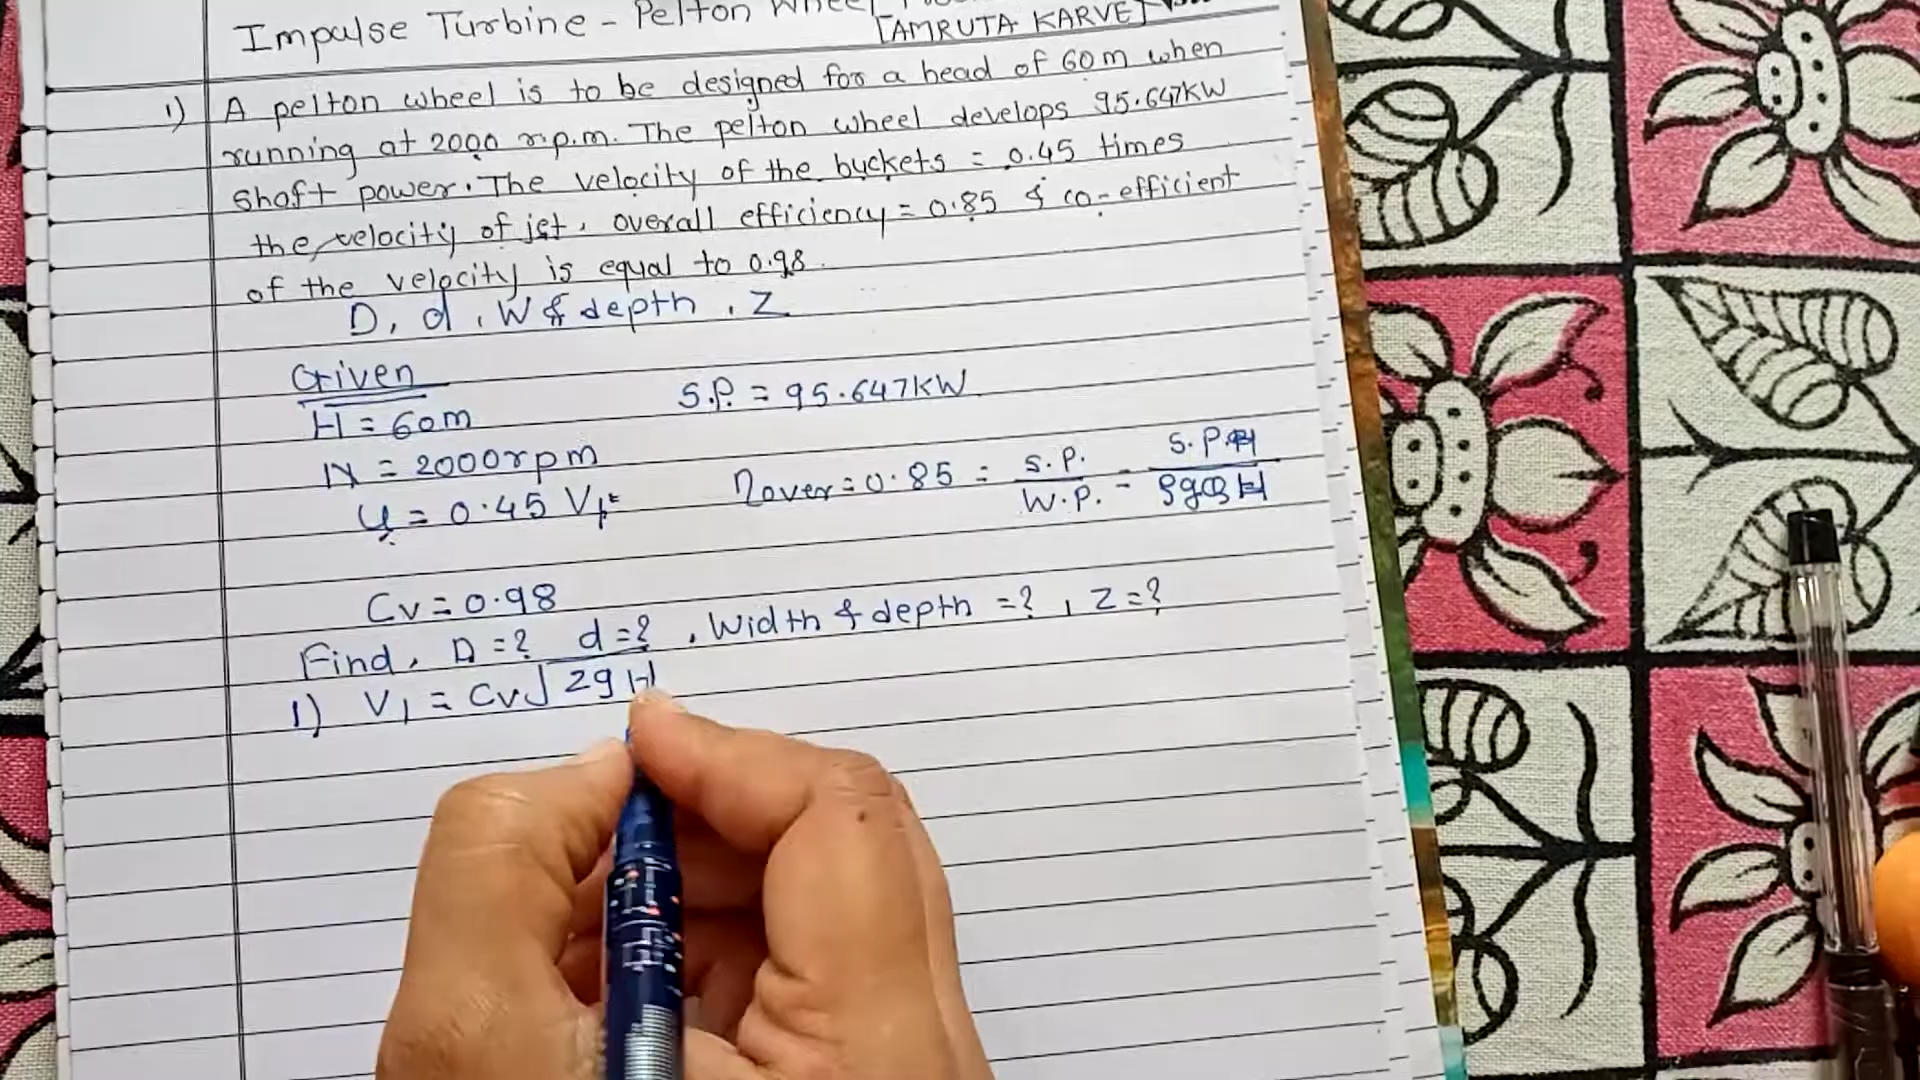 Impulse Turbine - Pelton Wheel
[AMRUTA KARVE]
1) A pelton wheel is to be designed for a head of 60m when
running at 2000 r.p.m. The pelton wheel develops 95.647KW
shaft power. The velocity of the buckets = 0.45 times
the velocity of jet, overall efficiency = 0.85 & co-efficient
of the velocity is equal to 0.98.
D, d, W & depth, Z
Given
H = 60m
S.P. = 95.647KW
N = 2000rpm
ηover = 0.85 = S.P. / W.P. = S.P. / ρgQH
u = 0.45 V1
Cv = 0.98
Find, D = ? d = ?, Width & depth = ?, Z = ?
1) V1 = Cv√2gH